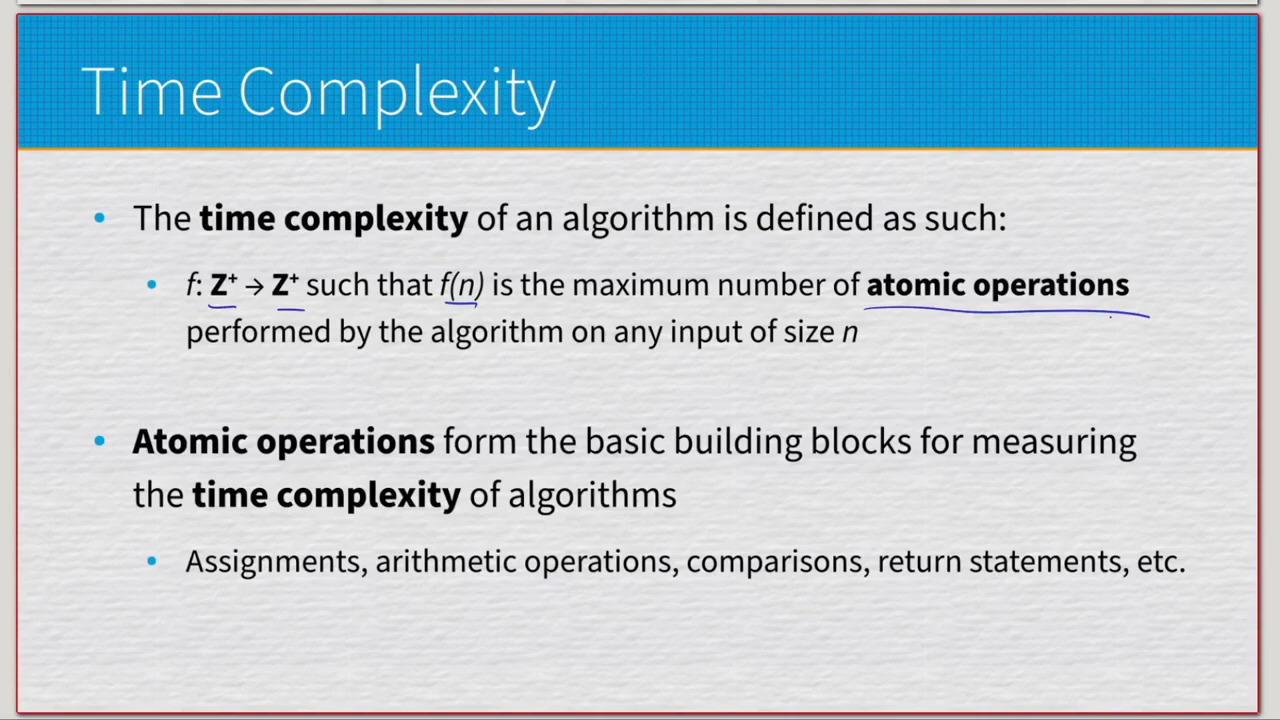 Time Complexity
• The time complexity of an algorithm is defined as such:
• f: Z⁺ → Z⁺ such that f(n) is the maximum number of atomic operations
performed by the algorithm on any input of size n
• Atomic operations form the basic building blocks for measuring
the time complexity of algorithms
• Assignments, arithmetic operations, comparisons, return statements, etc.